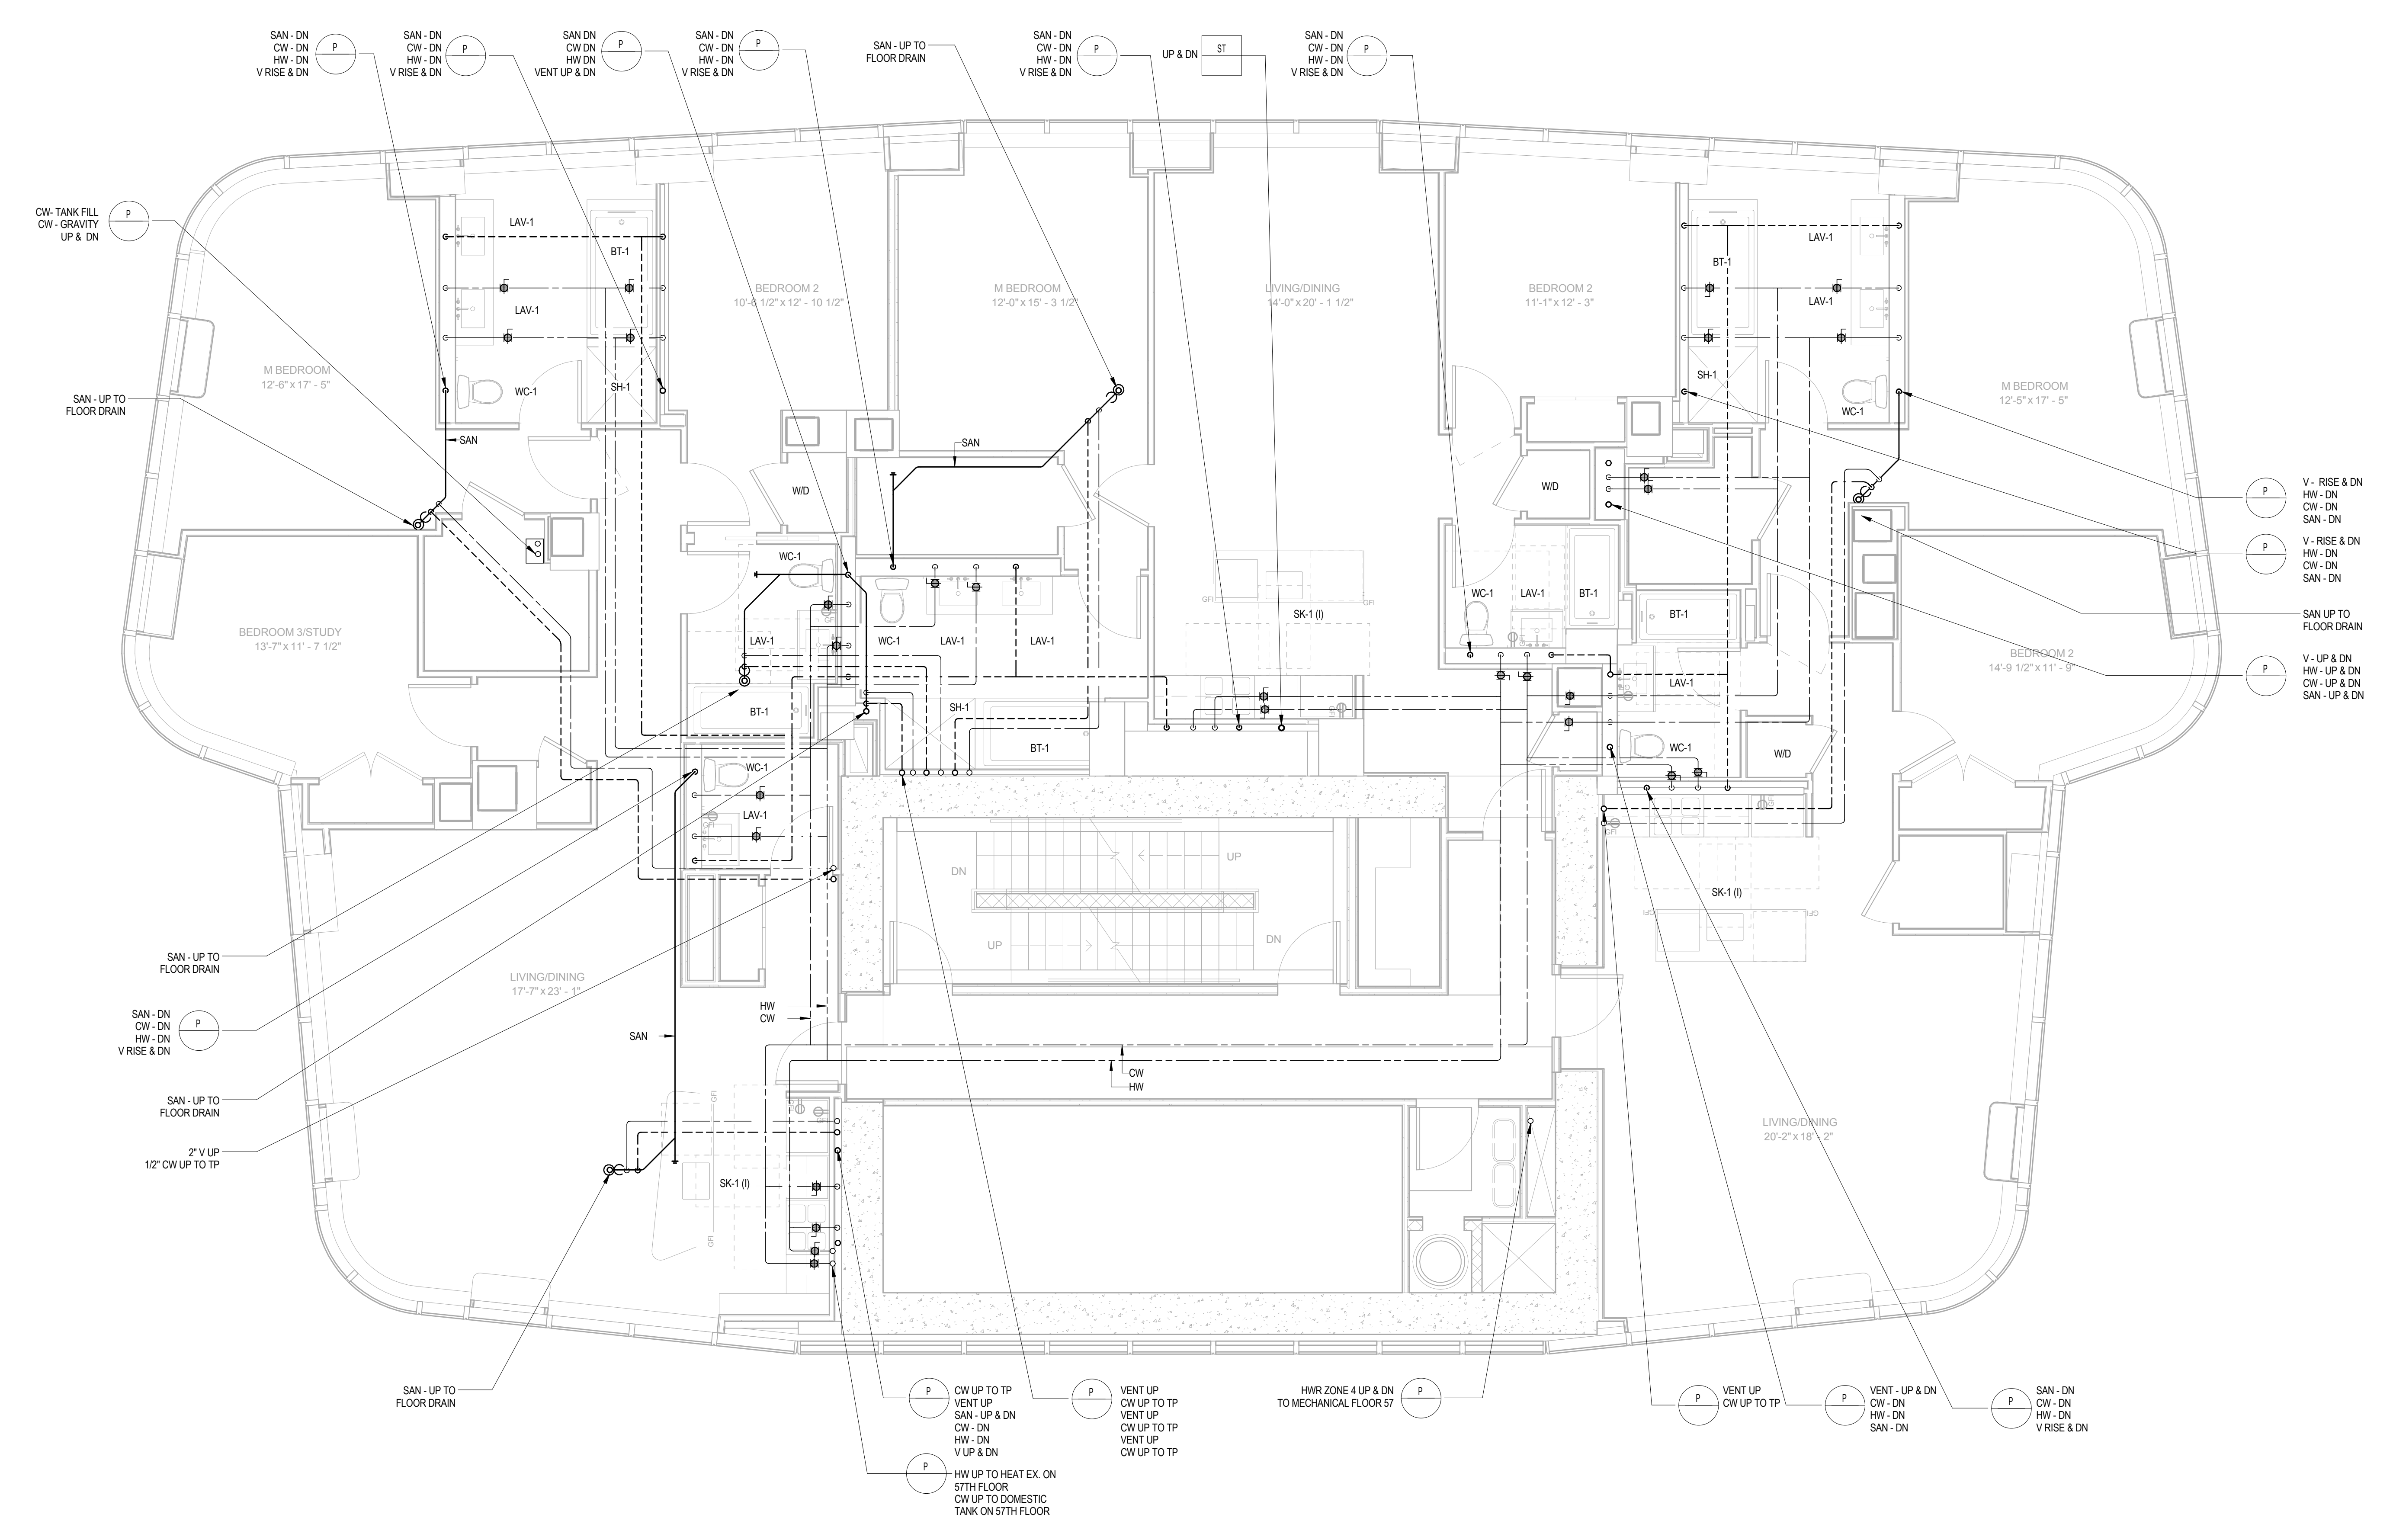 SAN - DN
CW - DN
HW - DN
V RISE & DN
P
SAN - DN
CW - DN
HW - DN
V RISE & DN
P
SAN DN
CW DN
HW DN
VENT UP & DN
P
SAN - DN
CW - DN
HW - DN
V RISE & DN
P
SAN - UP TO
FLOOR DRAIN
SAN - DN
CW - DN
HW - DN
V RISE & DN
P
UP & DN
ST
SAN - DN
CW - DN
HW - DN
V RISE & DN
P
CW- TANK FILL
CW - GRAVITY
UP & DN
P
LAV-1
BT-1
LAV-1
WC-1
SH-1
BEDROOM 2
10'-6 1/2" x 12' - 10 1/2"
M BEDROOM
12'-0" x 15' - 3 1/2"
LIVING/DINING
14'-0" x 20' - 1 1/2"
BEDROOM 2
11'-1" x 12' - 3"
LAV-1
BT-1
LAV-1
SH-1
WC-1
M BEDROOM
12'-6" x 17' - 5"
M BEDROOM
12'-5" x 17' - 5"
SAN - UP TO
FLOOR DRAIN
SAN
SAN
W/D
W/D
P
V - RISE & DN
HW - DN
CW - DN
SAN - DN
P
V - RISE & DN
HW - DN
CW - DN
SAN - DN
SAN UP TO
FLOOR DRAIN
P
V - UP & DN
HW - UP & DN
CW - UP & DN
SAN - UP & DN
WC-1
GFI
LAV-1
WC-1
LAV-1
LAV-1
GFI
GFI
SK-1 (I)
WC-1
LAV-1
BT-1
BT-1
BEDROOM 3/STUDY
13'-7" x 11' - 7 1/2"
BEDROOM 2
14'-9 1/2" x 11' - 9"
LAV-1
BT-1
SH-1
BT-1
GFI
WC-1
W/D
WC-1
LAV-1
GFI
GFI
GFI
SK-1 (I)
GFI
GFI
UP
DN
UP
DN
SAN - UP TO
FLOOR DRAIN
LIVING/DINING
17'-7" x 23' - 1"
HW
CW
SAN - DN
CW - DN
HW - DN
V RISE & DN
P
SAN
CW
HW
SAN - UP TO
FLOOR DRAIN
GFI
GFI
2" V UP
1/2" CW UP TO TP
SK-1 (I)
GFI
LIVING/DINING
20'-2" x 18' - 2"
SAN - UP TO
FLOOR DRAIN
P
CW UP TO TP
VENT UP
SAN - UP & DN
CW - DN
HW - DN
V UP & DN
P
HW UP TO HEAT EX. ON
57TH FLOOR
CW UP TO DOMESTIC
TANK ON 57TH FLOOR
P
VENT UP
CW UP TO TP
VENT UP
CW UP TO TP
VENT UP
CW UP TO TP
HWR ZONE 4 UP & DN
TO MECHANICAL FLOOR 57
P
P
VENT UP
CW UP TO TP
P
VENT - UP & DN
CW - DN
HW - DN
SAN - DN
P
SAN - DN
CW - DN
HW - DN
V RISE & DN